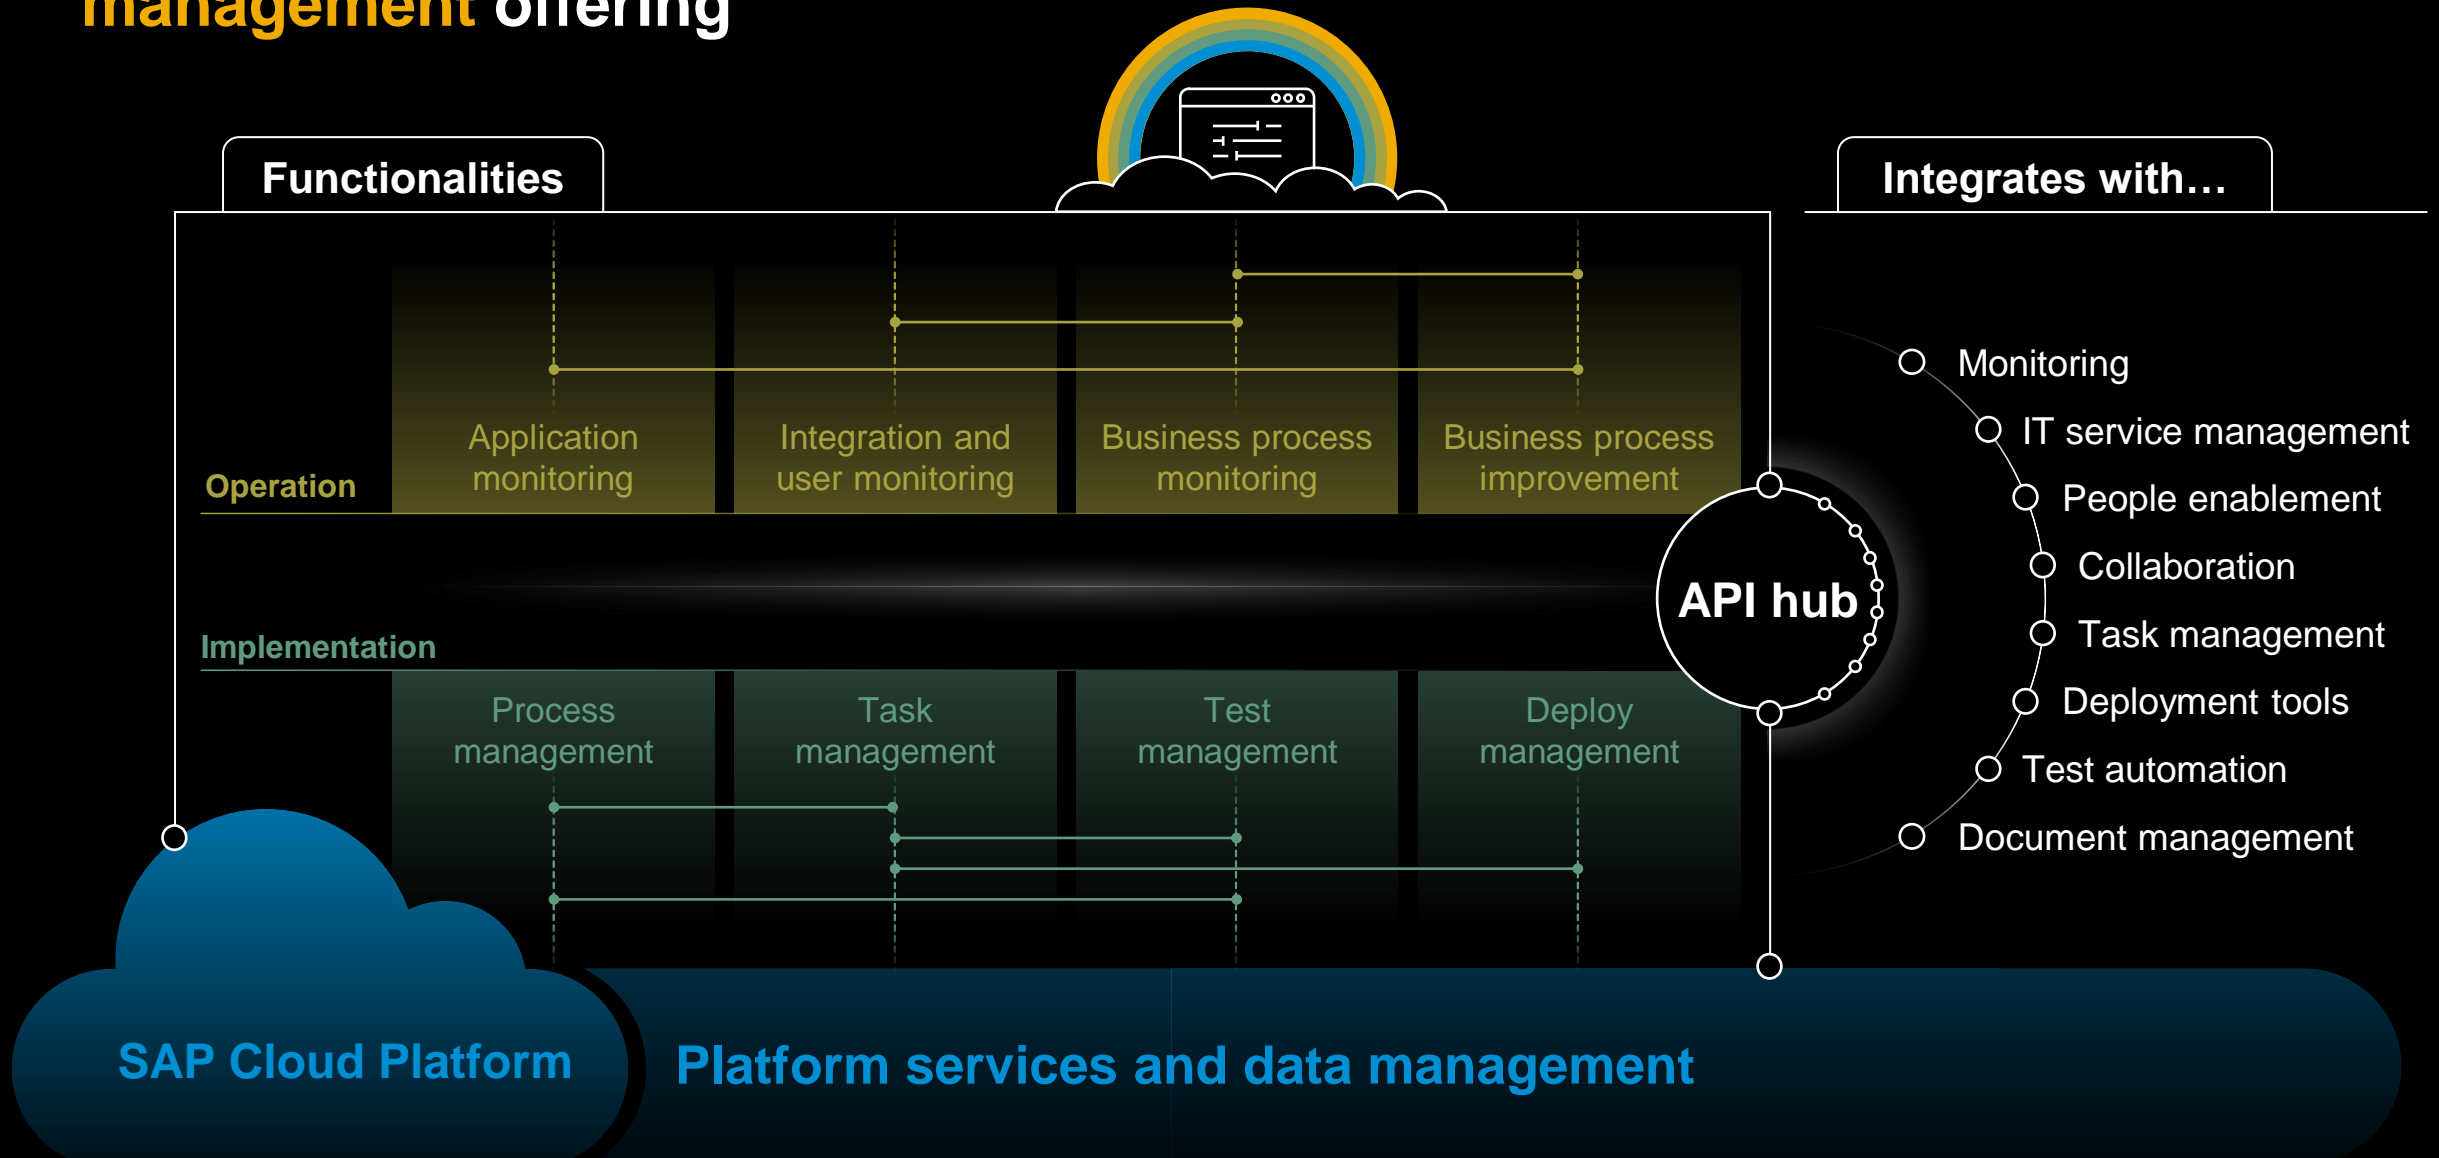 management offering
Functionalities
Integrates with…
Application
monitoring
Integration and
user monitoring
Business process
monitoring
Business process
improvement
Operation
Implementation
Process
management
Task
management
Test
management
Deploy
management
API hub
Monitoring
IT service management
People enablement
Collaboration
Task management
Deployment tools
Test automation
Document management
SAP Cloud Platform
Platform services and data management